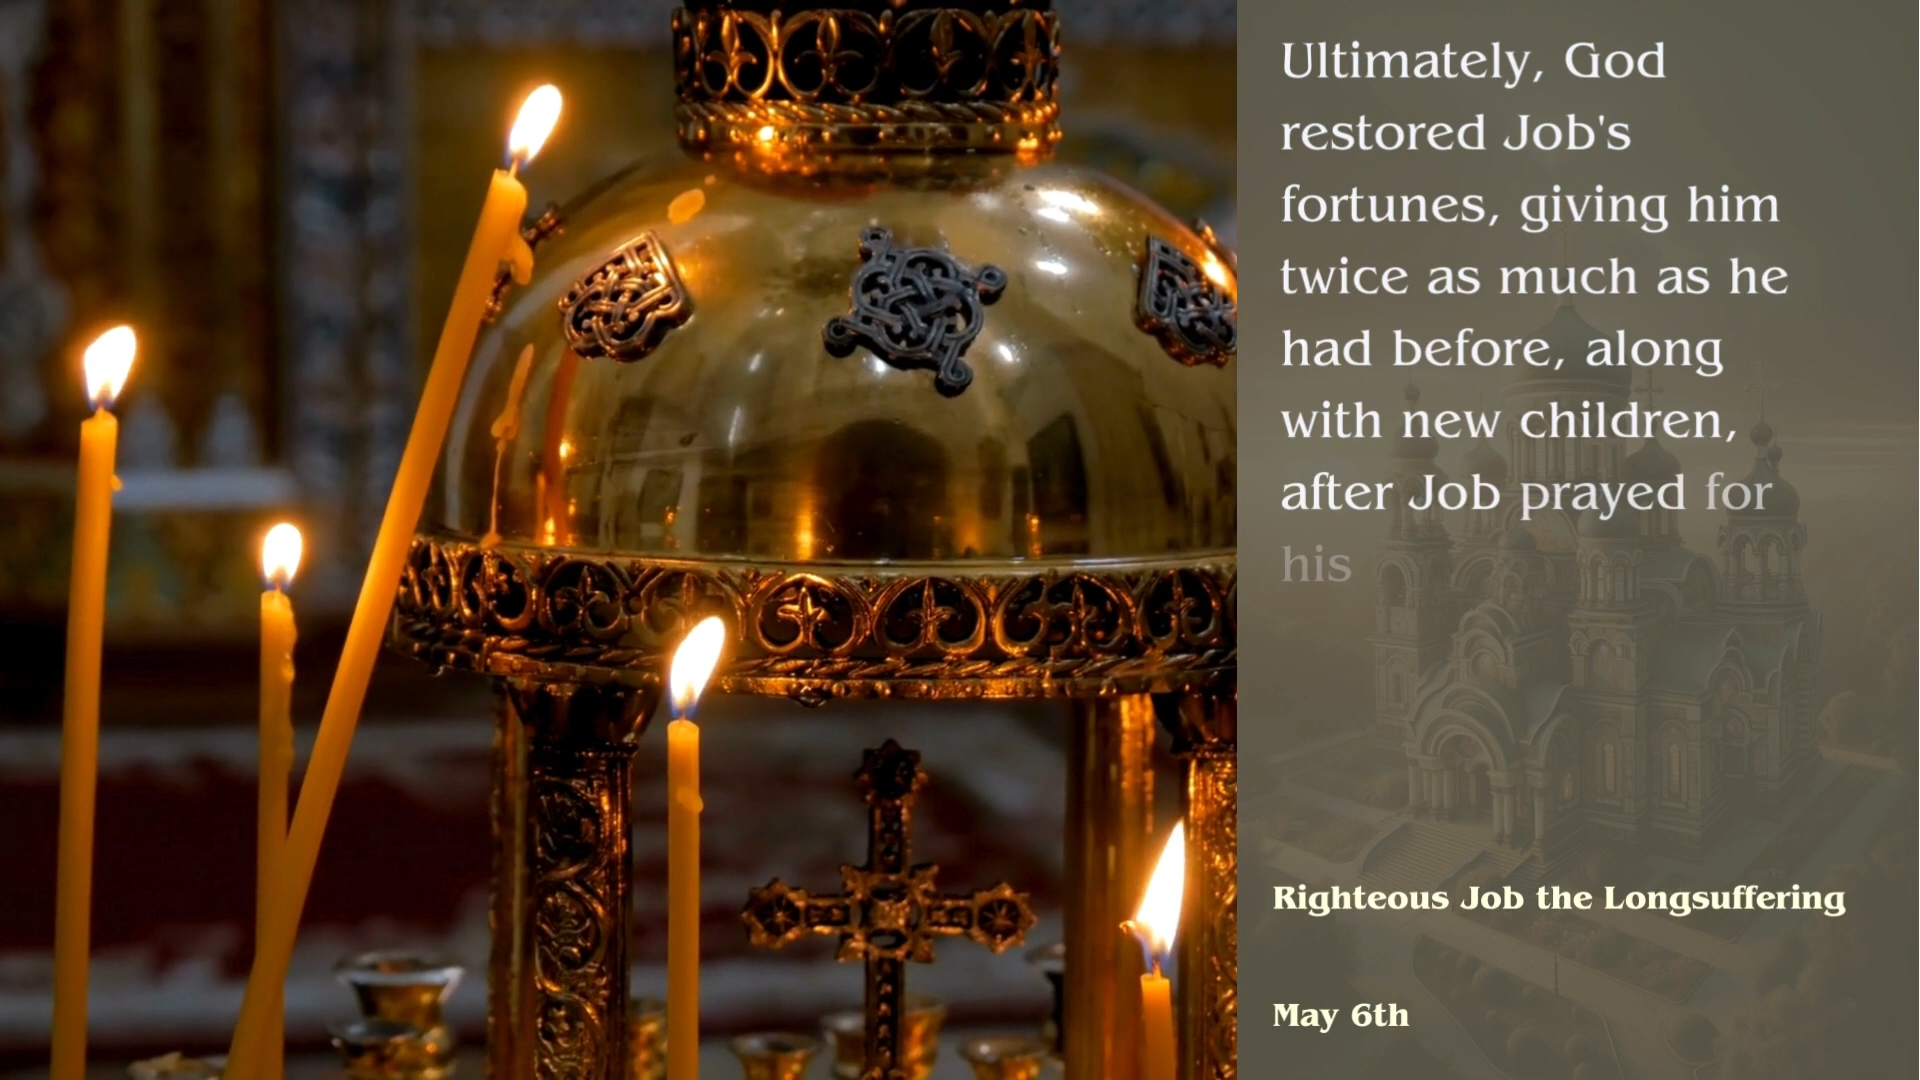 Ultimately, God
restored Job's
fortunes, giving him
twice as much as he
had before, along
with new children,
after Job prayed for
his
Righteous Job the Longsuffering
May 6th